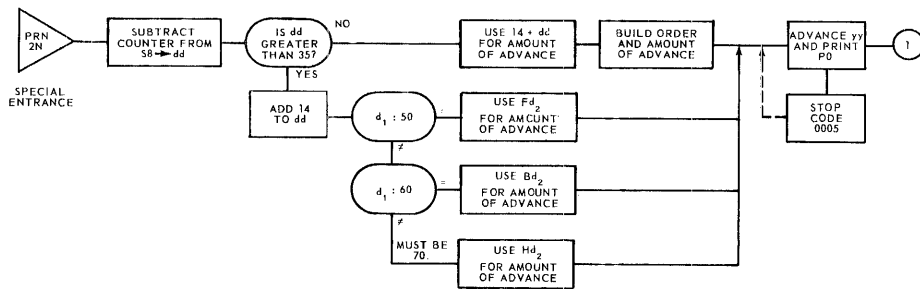 PRN
2N
SPECIAL
ENTRANCE
SUBTRACT
COUNTER FROM
S8 → dd
IS dd
GREATER
THAN 35?
NO
YES
USE 14 + dd
FOR AMOUNT
OF ADVANCE
BUILD ORDER
AND AMOUNT
OF ADVANCE
ADVANCE yy
AND PRINT
P0
1
STOP
CODE
0005
ADD 14
TO dd
d1 : 50
=
≠
USE Fd2
FOR AMOUNT
OF ADVANCE
d1 : 60
=
≠
USE Bd2
FOR AMOUNT
OF ADVANCE
MUST BE
70.
USE Hd2
FOR AMOUNT
OF ADVANCE